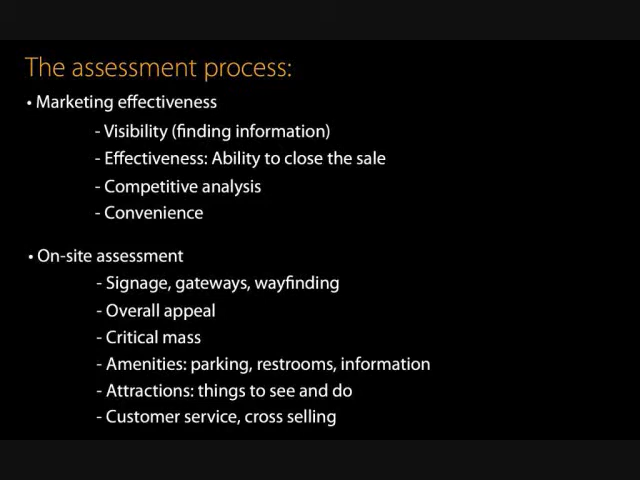 The assessment process:
• Marketing effectiveness
- Visibility (finding information)
- Effectiveness: Ability to close the sale
- Competitive analysis
- Convenience
• On-site assessment
- Signage, gateways, wayfinding
- Overall appeal
- Critical mass
- Amenities: parking, restrooms, information
- Attractions: things to see and do
- Customer service, cross selling